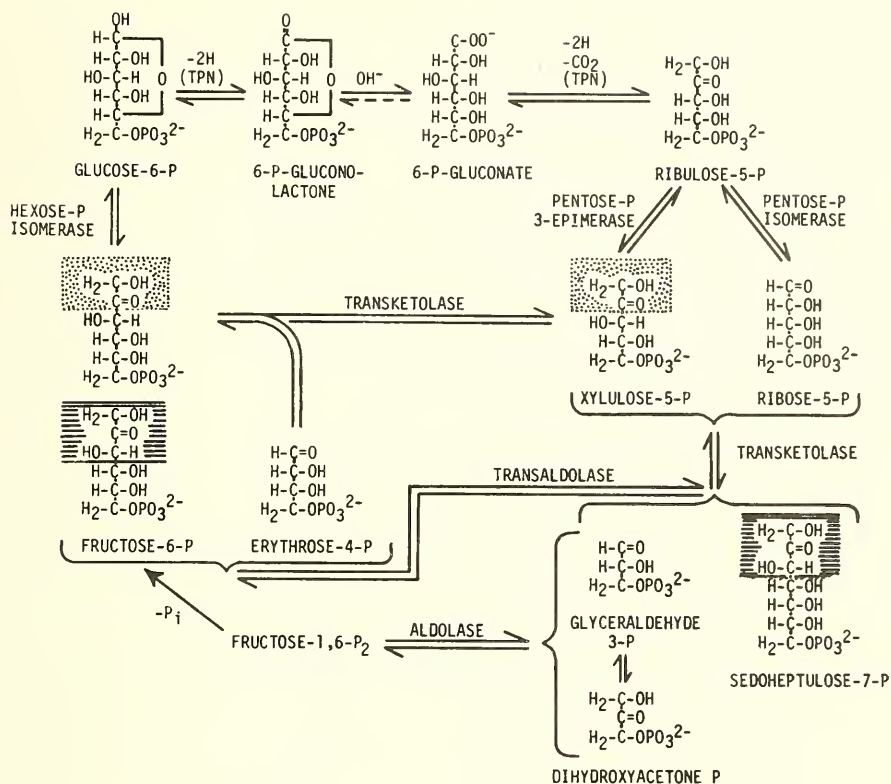 OH
H-C
H-C-OH
HO-C-H O
H-C-OH
H-C
H2-C-OPO3 2-
GLUCOSE-6-P
-2H
(TPN)
O
C
H-C-OH
HO-C-H O
H-C-OH
H-C
H2-C-OPO3 2-
6-P-GLUCONO-
LACTONE
OH-
C-OO-
H-C-OH
HO-C-H
H-C-OH
H-C-OH
H2-C-OPO3 2-
6-P-GLUCONATE
-2H
-CO2
(TPN)
H2-C-OH
C=O
H-C-OH
H-C-OH
H2-C-OPO3 2-
RIBULOSE-5-P
HEXOSE-P
ISOMERASE
PENTOSE-P
3-EPIMERASE
PENTOSE-P
ISOMERASE
H2-C-OH
C=O
HO-C-H
H-C-OH
H-C-OH
H2-C-OPO3 2-
TRANSKETOLASE
H2-C-OH
C=O
HO-C-H
H-C-OH
H2-C-OPO3 2-
XYLULOSE-5-P
H-C=O
H-C-OH
H-C-OH
H-C-OH
H2-C-OPO3 2-
RIBOSE-5-P
H2-C-OH
C=O
HO-C-H
H-C-OH
H-C-OH
H2-C-OPO3 2-
FRUCTOSE-6-P
H-C=O
H-C-OH
H-C-OH
H2-C-OPO3 2-
ERYTHROSE-4-P
TRANSALDOLASE
TRANSKETOLASE
-Pi
FRUCTOSE-1,6-P2
ALDOLASE
H-C=O
H-C-OH
H2-C-OPO3 2-
GLYCERALDEHYDE
3-P
H2-C-OH
C=O
H2-C-OPO3 2-
DIHYDROXYACETONE P
H2-C-OH
C=O
HO-C-H
H-C-OH
H-C-OH
H-C-OH
H2-C-OPO3 2-
SEDOHEPTULOSE-7-P